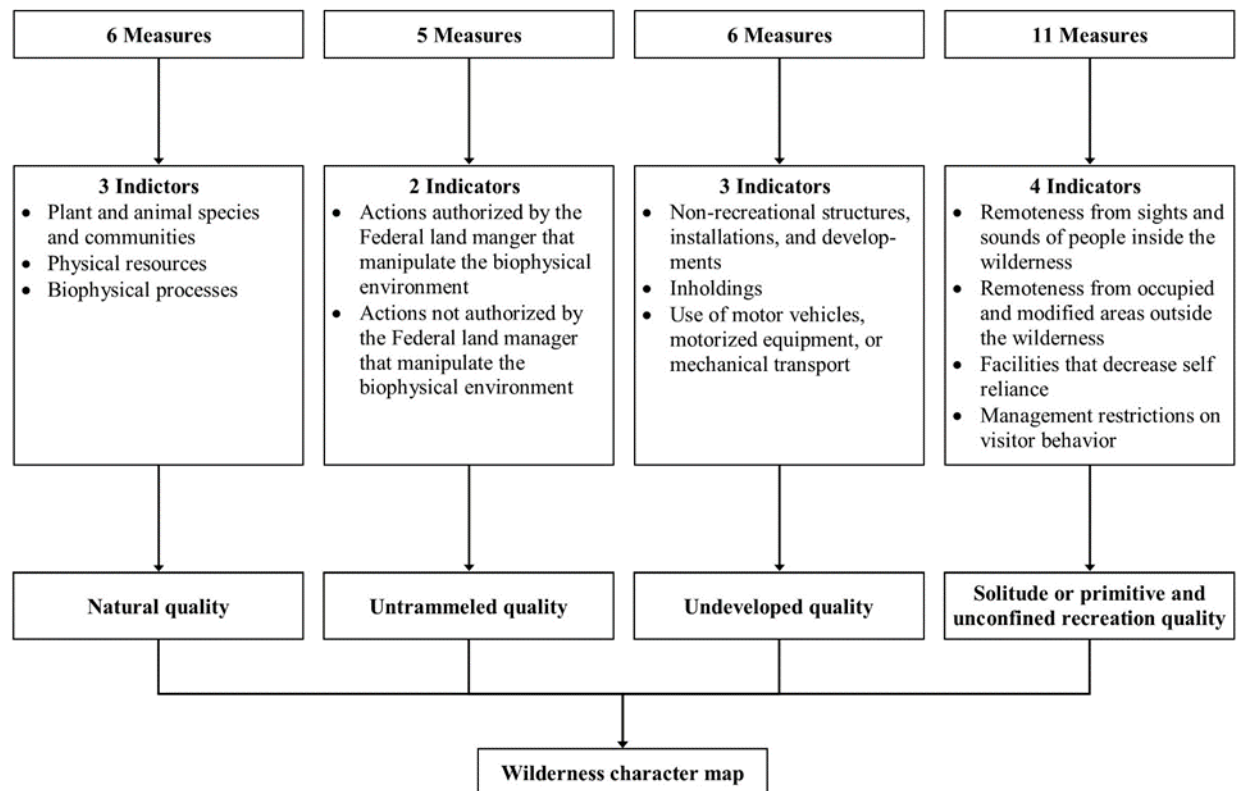 6 Measures
5 Measures
6 Measures
11 Measures
3 Indictors
• Plant and animal species
and communities
• Physical resources
• Biophysical processes
2 Indicators
• Actions authorized by the
Federal land manger that
manipulate the biophysical
environment
• Actions not authorized by
the Federal land manager
that manipulate the
biophysical environment
3 Indicators
• Non-recreational structures,
installations, and develop-
ments
• Inholdings
• Use of motor vehicles,
motorized equipment, or
mechanical transport
4 Indicators
• Remoteness from sights and
sounds of people inside the
wilderness
• Remoteness from occupied
and modified areas outside
the wilderness
• Facilities that decrease self
reliance
• Management restrictions on
visitor behavior
Natural quality
Untrammeled quality
Undeveloped quality
Solitude or primitive and
unconfined recreation quality
Wilderness character map